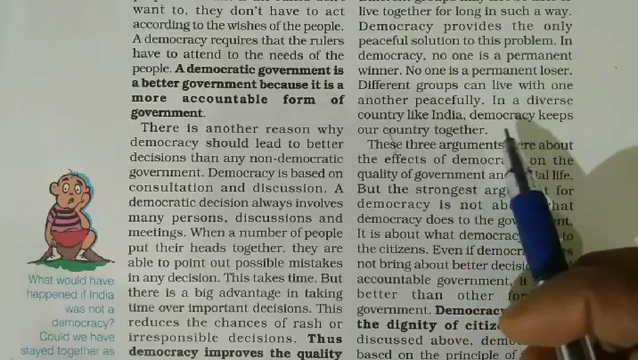 want to, they don't have to act
according to the wishes of the people.
A democracy requires that the rulers
have to attend to the needs of the
people. A democratic government is
a better government because it is a
more accountable form of
government.
There is another reason why
democracy should lead to better
decisions than any non-democratic
government. Democracy is based on
consultation and discussion. A
democratic decision always involves
many persons, discussions and
meetings. When a number of people
put their heads together, they are
able to point out possible mistakes
in any decision. This takes time. But
there is a big advantage in taking
time over important decisions. This
reduces the chances of rash or
irresponsible decisions. Thus
democracy improves the quality
What would have
happened if India
was not a
democracy?
Could we have
stayed together as
live together for long in such a way.
Democracy provides the only
peaceful solution to this problem. In
democracy, no one is a permanent
winner. No one is a permanent loser.
Different groups can live with one
another peacefully. In a diverse
country like India, democracy keeps
our country together.
These three arguments were about
the effects of on the
quality of government life.
But the strongest for
democracy is not
democracy does to the
It is about what to
the citizens. Even if
not bring about better
accountable government, it
better than other
government.
the dignity of
discussed above,
based on the principle of